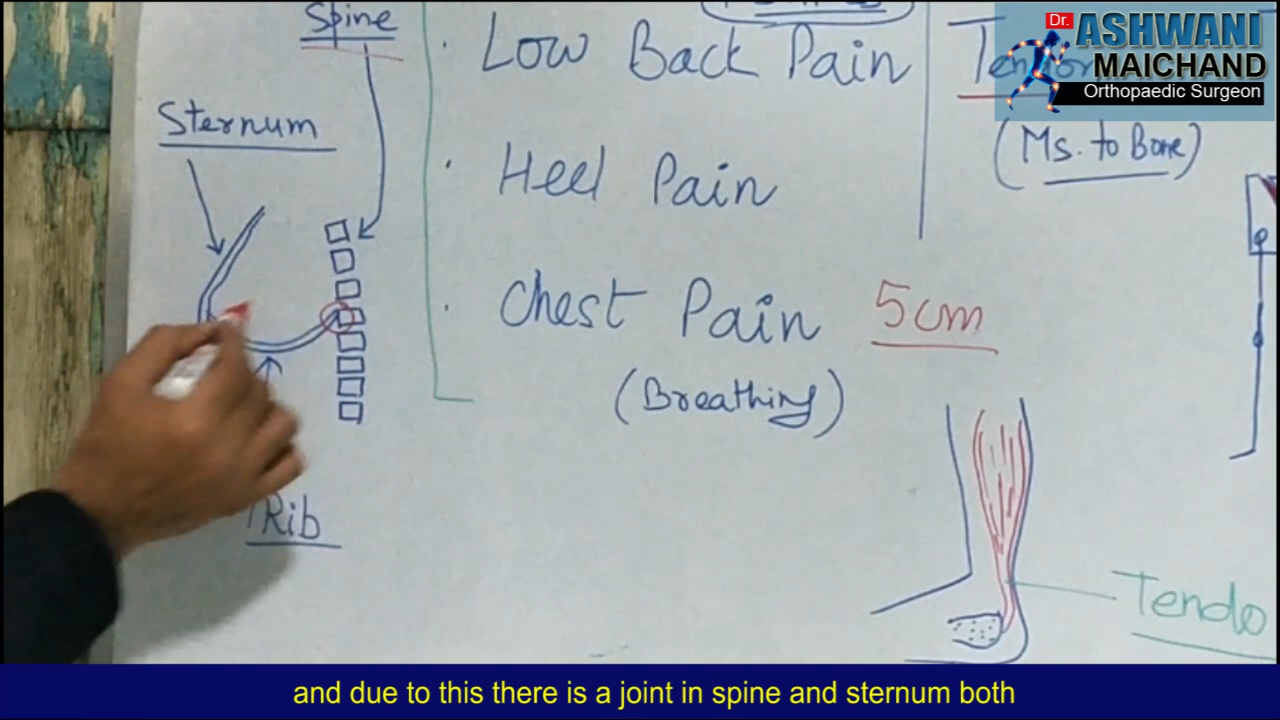 Spine
Sternum
Rib
· Low Back Pain
· Heel Pain
· Chest Pain 5cm
(Breathing)
(Ms. to Bone)
Tendo
Dr. ASHWANI
MAICHAND
Orthopaedic Surgeon
and due to this there is a joint in spine and sternum both